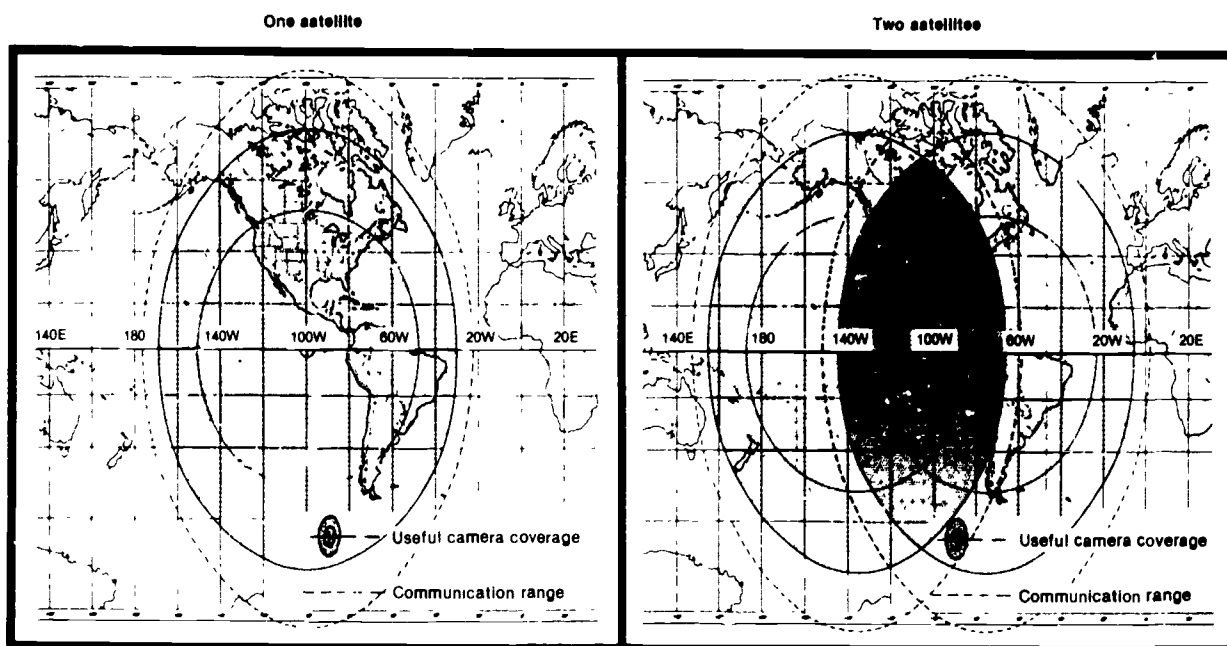 One satellite
Two satellites
140E 180 140W 100W 60W 20W 20E
140E 180 140W 100W 60W 20W 20E
Useful camera coverage
Useful camera coverage
Communication range
Communication range